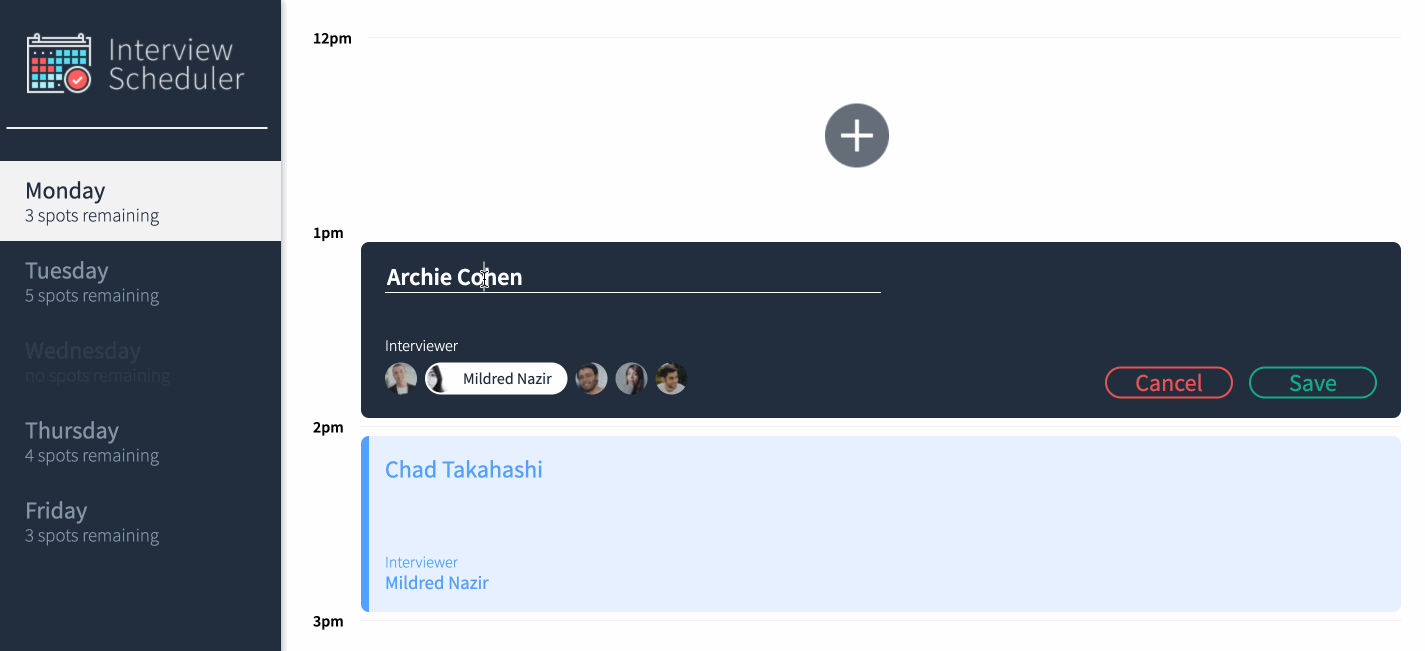 Interview
Scheduler
Monday
3 spots remaining
Tuesday
5 spots remaining
Wednesday
no spots remaining
Thursday
4 spots remaining
Friday
3 spots remaining
12pm
1pm
Archie Cohen
Interviewer
Mildred Nazir
Cancel
Save
2pm
Chad Takahashi
Interviewer
Mildred Nazir
3pm